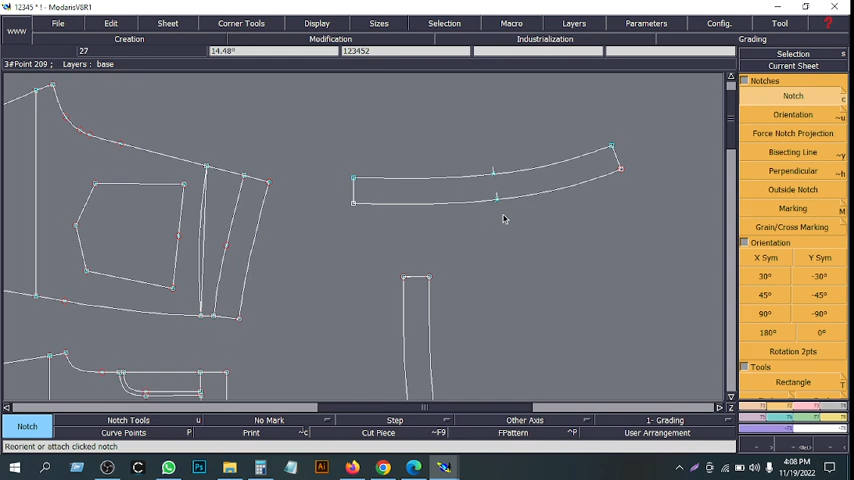 12345 * ! - ModarisV8R1
www File Edit Sheet Corner Tools Display Sizes Selection Macro Layers Parameters Config. Tool ?
Creation Modification Industrialization Grading
27 14.48° 123452
3#Point 209 ; Layers : base
Selection s
Current Sheet
Notches
Notch c
Orientation ~u
Force Notch Projection
Bisecting Line ~y
Perpendicular ~h
Outside Notch
Marking M
Grain/Cross Marking
Orientation
X Sym Y Sym
30° -30°
45° -45°
90° -90°
180° 0°
Rotation 2pts
Tools
Rectangle T
Z
Notch
Notch Tools u No Mark Step Other Axis 1- Grading
Curve Points P Print ~c Cut Piece ~F9 FPattern ^P User Arrangement
Reorient or attach clicked notch
4:08 PM
11/19/2022